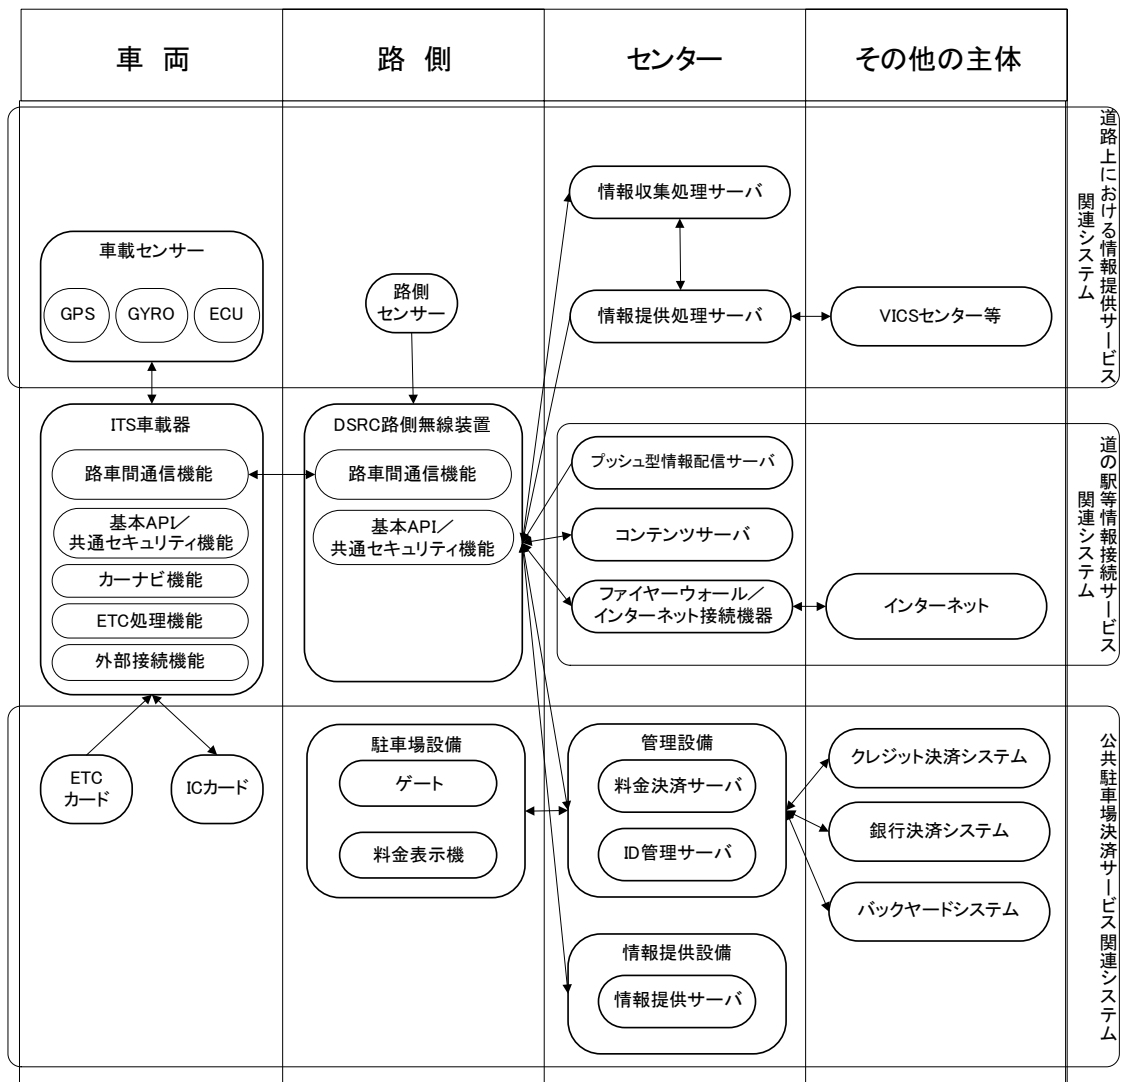 車 両
路 側
センター
その他の主体
道路上における情報提供サービス
関連システム
情報収集処理サーバ
車載センサー
GPS
GYRO
ECU
路側
センサー
情報提供処理サーバ
VICSセンター等
ITS車載器
路車間通信機能
基本API／
共通セキュリティ機能
カーナビ機能
ETC処理機能
外部接続機能
DSRC路側無線装置
路車間通信機能
基本API／
共通セキュリティ機能
プッシュ型情報配信サーバ
コンテンツサーバ
ファイヤーウォール／
インターネット接続機器
インターネット
道の駅等情報接続サービス
関連システム
ETC
カード
ICカード
駐車場設備
ゲート
料金表示機
管理設備
料金決済サーバ
ID管理サーバ
クレジット決済システム
銀行決済システム
バックヤードシステム
情報提供設備
情報提供サーバ
公共駐車場決済サービス関連システム